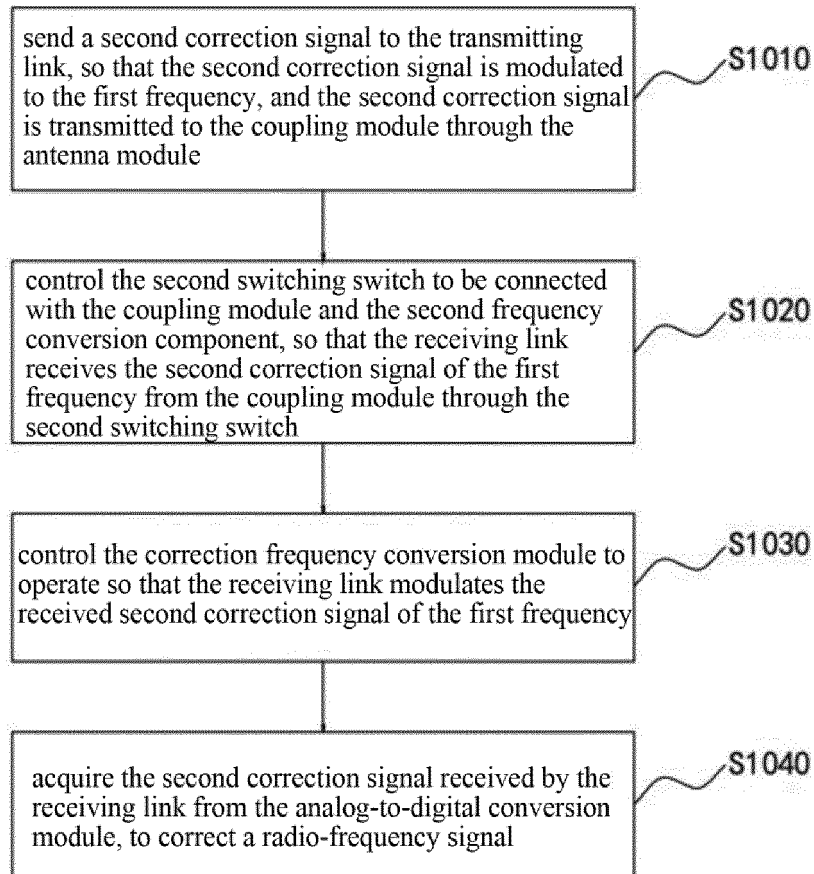 send a second correction signal to the transmitting
link, so that the second correction signal is modulated
to the first frequency, and the second correction signal
is transmitted to the coupling module through the
antenna module
S1010
control the second switching switch to be connected
with the coupling module and the second frequency
conversion component, so that the receiving link
receives the second correction signal of the first
frequency from the coupling module through the
second switching switch
S1020
control the correction frequency conversion module to
operate so that the receiving link modulates the
received second correction signal of the first frequency
S1030
acquire the second correction signal received by the
receiving link from the analog-to-digital conversion
module, to correct a radio-frequency signal
S1040